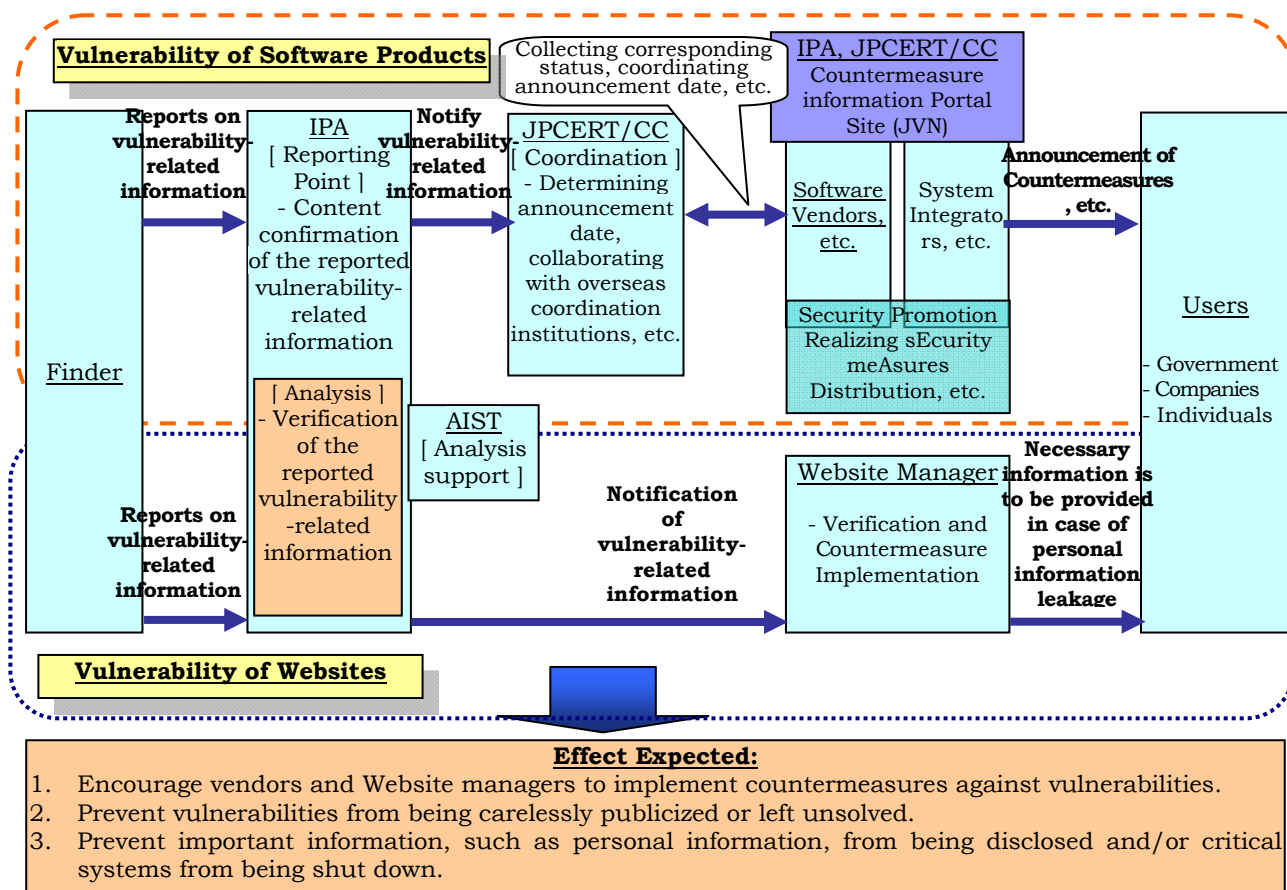 Vulnerability of Software Products
Collecting corresponding
status, coordinating
announcement date, etc.
IPA, JPCERT/CC
Countermeasure
information Portal
Site (JVN)
Finder
Reports on
vulnerability-
related
information
IPA
[ Reporting
Point ]
- Content
confirmation
of the reported
vulnerability-
related
information
Notify
vulnerability-
related
information
JPCERT/CC
[ Coordination ]
- Determining
announcement
date,
collaborating
with overseas
coordination
institutions, etc.
Software
Vendors,
etc.
System
Integrato
rs, etc.
Announcement of
Countermeasures
, etc.
Security Promotion
Realizing sEcurity
meAsures
Distribution, etc.
Users
- Government
- Companies
- Individuals
[ Analysis ]
- Verification
of the
reported
vulnerability
-related
information
AIST
[ Analysis
support ]
Reports on
vulnerability-
related
information
Notification
of
vulnerability-
related
information
Website Manager
- Verification and
Countermeasure
Implementation
Necessary
information is
to be provided
in case of
personal
information
leakage
Vulnerability of Websites
Effect Expected:
1. Encourage vendors and Website managers to implement countermeasures against vulnerabilities.
2. Prevent vulnerabilities from being carelessly publicized or left unsolved.
3. Prevent important information, such as personal information, from being disclosed and/or critical
systems from being shut down.